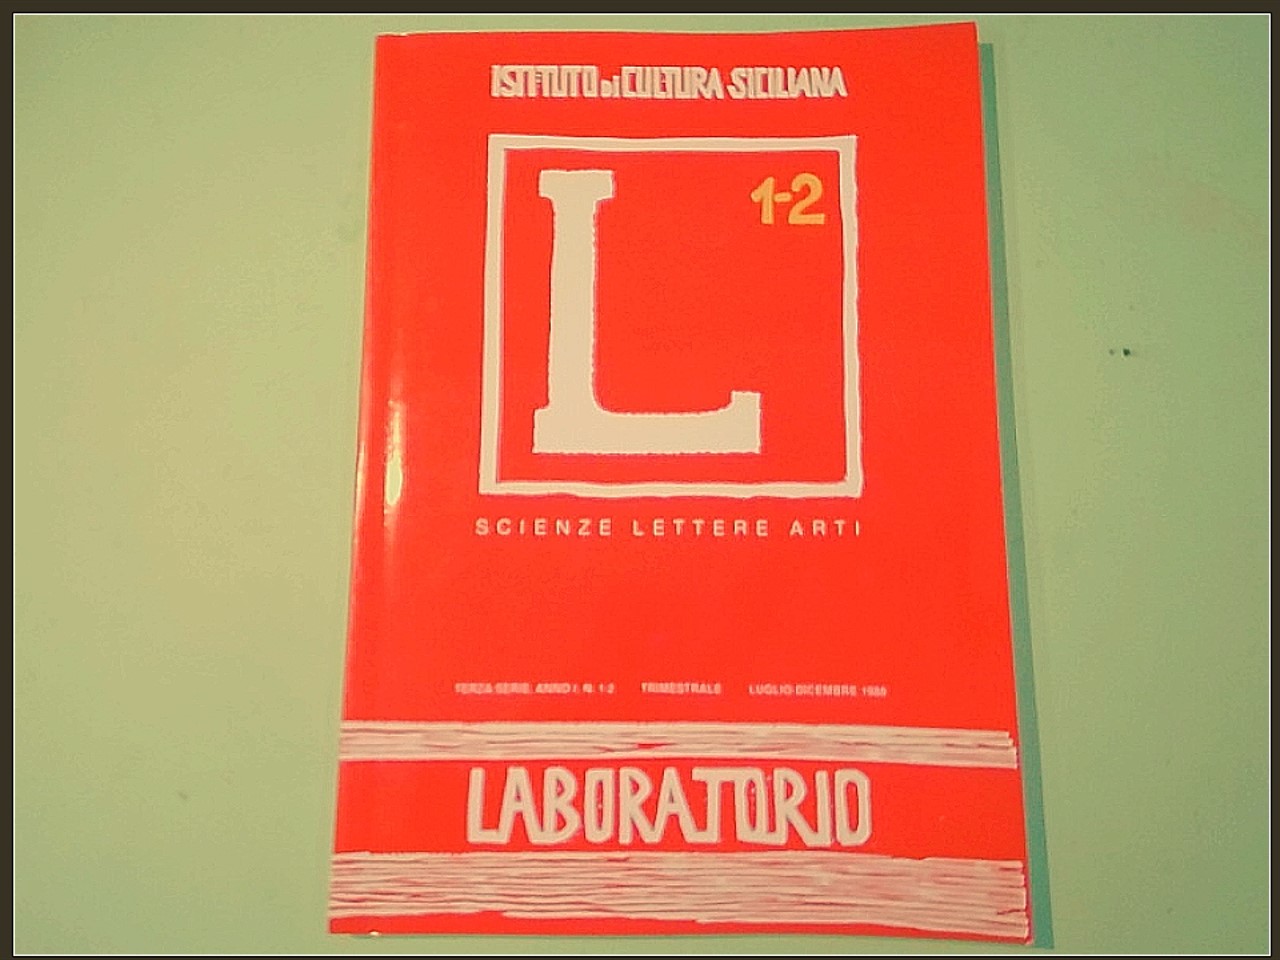 ISTITUTO di CULTURA SICILIANA
1-2
L
SCIENZE LETTERE ARTI
TERZA SERIE, ANNO I, N. 1-2 TRIMESTRALE LUGLIO-DICEMBRE
LABORATORIO